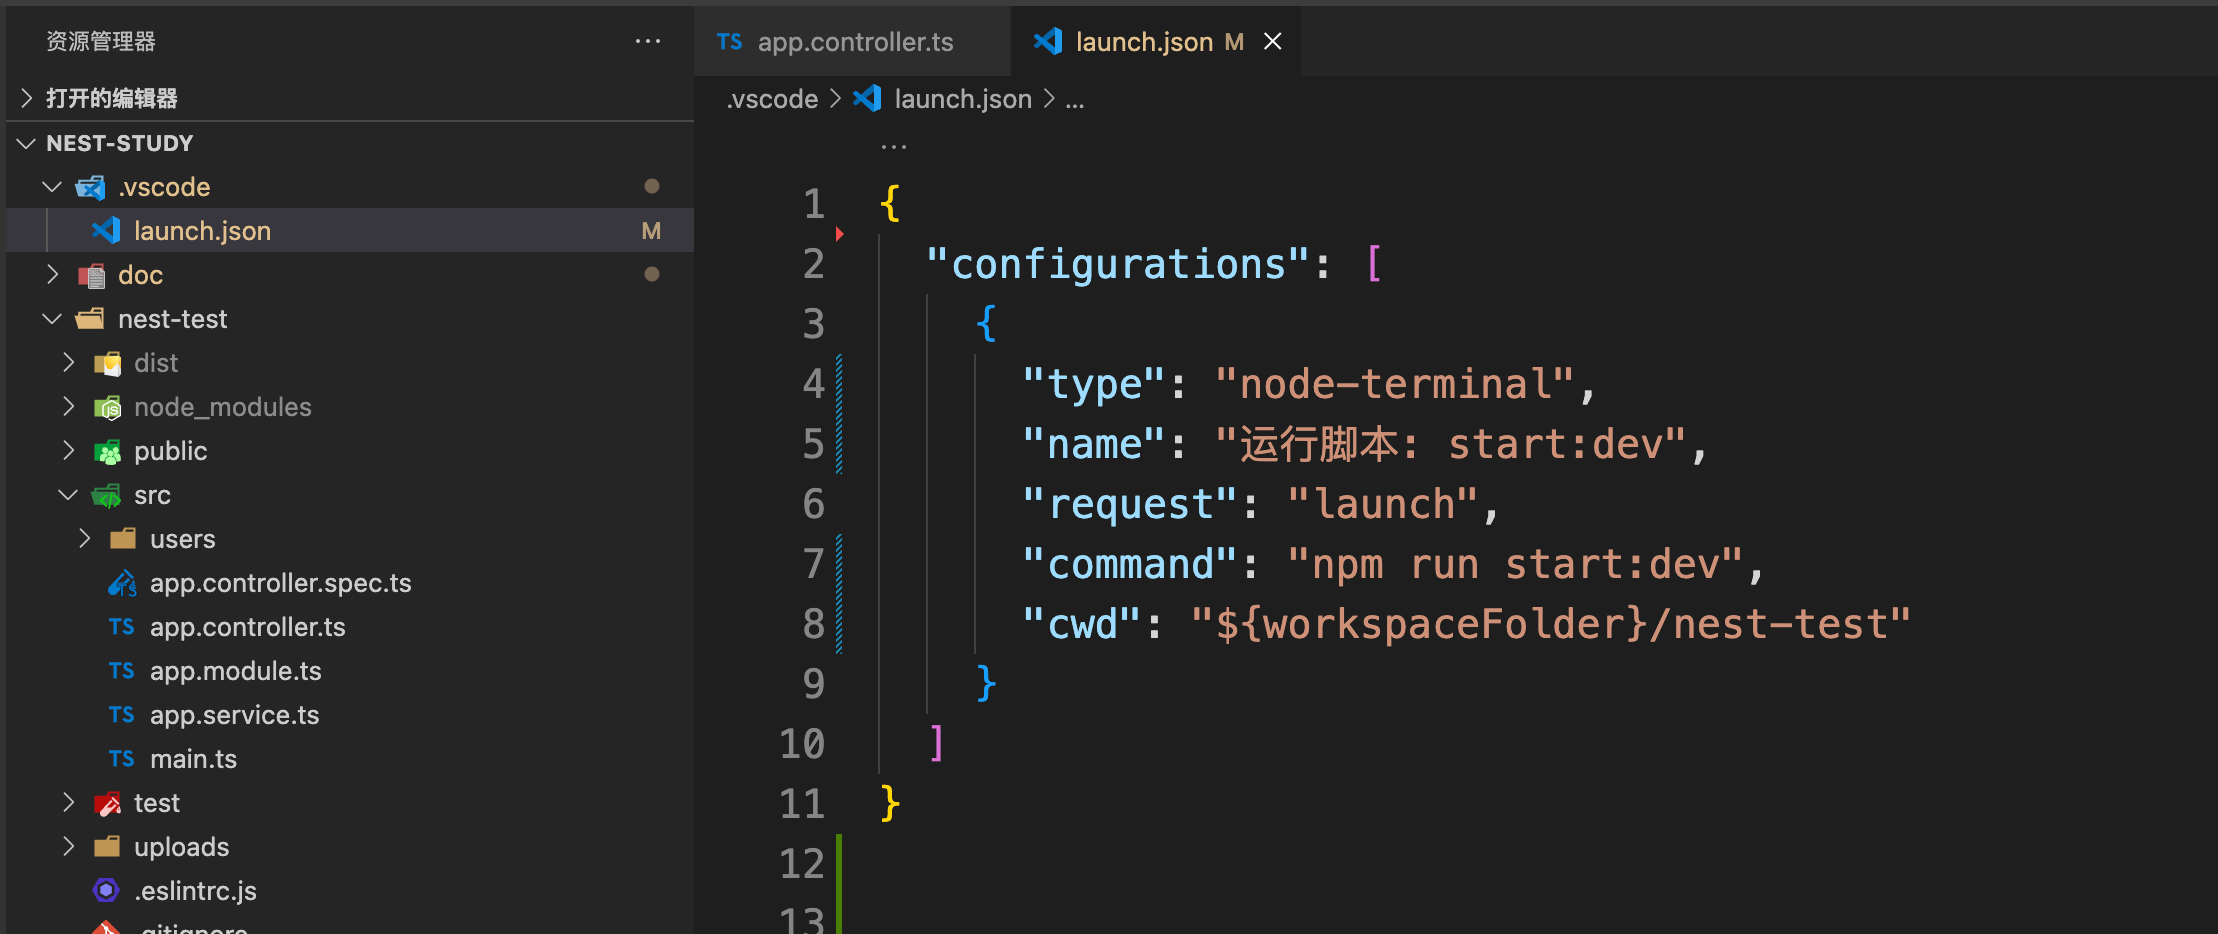 资源管理器
打开的编辑器
NEST-STUDY
.vscode
launch.json M
doc
nest-test
dist
node_modules
public
src
users
app.controller.spec.ts
TS app.controller.ts
TS app.module.ts
TS app.service.ts
TS main.ts
test
uploads
.eslintrc.js
.gitignore
TS app.controller.ts
launch.json M
.vscode > launch.json > ...
1 {
2 "configurations": [
3 {
4 "type": "node-terminal",
5 "name": "运行脚本: start:dev",
6 "request": "launch",
7 "command": "npm run start:dev",
8 "cwd": "${workspaceFolder}/nest-test"
9 }
10 ]
11 }
12
13